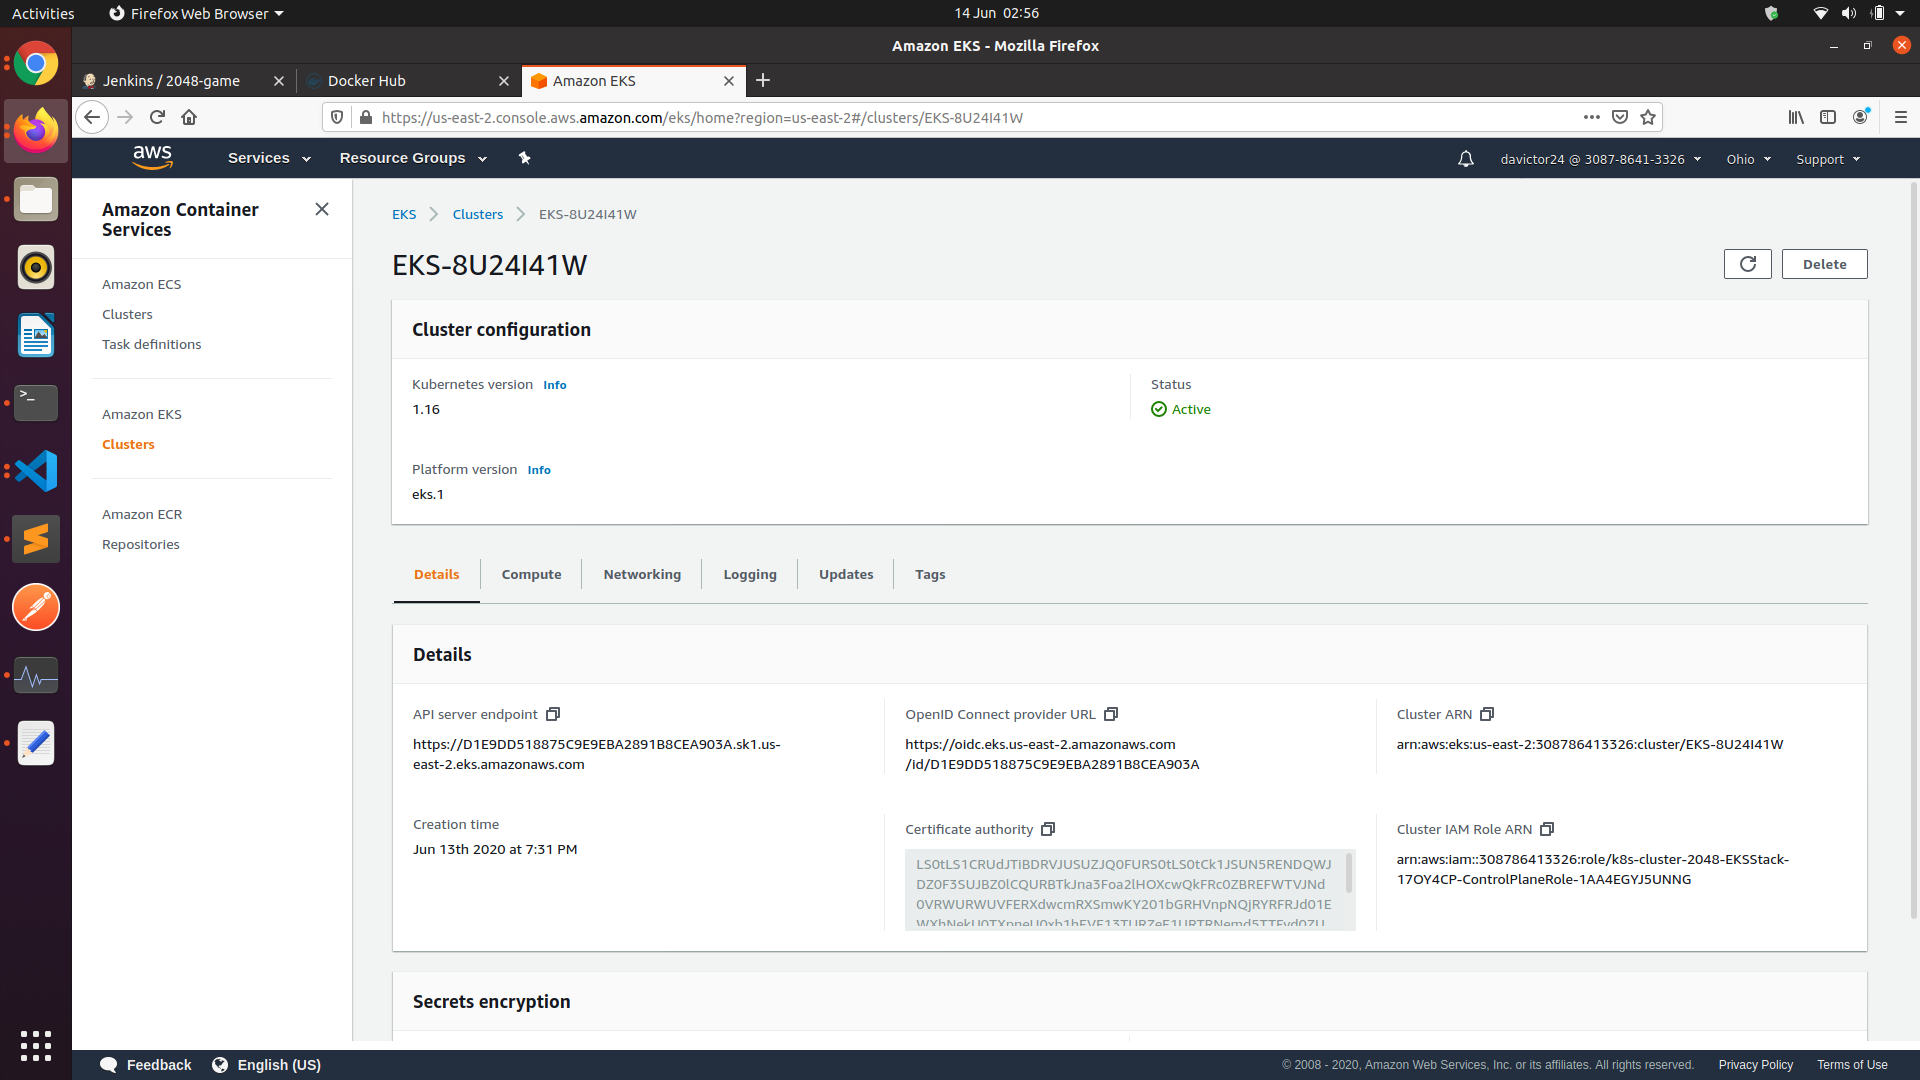 Activities
Firefox Web Browser
14 Jun 02:56
Amazon EKS - Mozilla Firefox
Jenkins / 2048-game
Docker Hub
Amazon EKS
https://us-east-2.console.aws.amazon.com/eks/home?region=us-east-2#/clusters/EKS-8U24I41W
aws
Services
Resource Groups
davictor24 @ 3087-8641-3326
Ohio
Support
Amazon Container
Services
Amazon ECS
Clusters
Task definitions
Amazon EKS
Clusters
Amazon ECR
Repositories
EKS
Clusters
EKS-8U24I41W
EKS-8U24I41W
Delete
Cluster configuration
Kubernetes version Info
1.16
Status
Active
Platform version Info
eks.1
Details
Compute
Networking
Logging
Updates
Tags
Details
API server endpoint
https://D1E9DD518875C9E9EBA2891B8CEA903A.sk1.us-
east-2.eks.amazonaws.com
OpenID Connect provider URL
https://oidc.eks.us-east-2.amazonaws.com
/id/D1E9DD518875C9E9EBA2891B8CEA903A
Cluster ARN
arn:aws:eks:us-east-2:308786413326:cluster/EKS-8U24I41W
Creation time
Jun 13th 2020 at 7:31 PM
Certificate authority
LS0tLS1CRUdJTiBDRVJUSUZJQ0FURS0tLS0tCk1JSUN5RENDQWJ
DZ0F3SUJBZ0lCQURBTkJna3Foa2lHOXcwQkFRc0ZBREFWTVJNd
0VRWURWUVFERXdwcmRXSmwKY201bGRHVnpNQjRYRFRJd01E
Cluster IAM Role ARN
arn:aws:iam::308786413326:role/k8s-cluster-2048-EKSStack-
17OY4CP-ControlPlaneRole-1AA4EGYJ5UNNG
Secrets encryption
Feedback
English (US)
© 2008 - 2020, Amazon Web Services, Inc. or its affiliates. All rights reserved.
Privacy Policy
Terms of Use